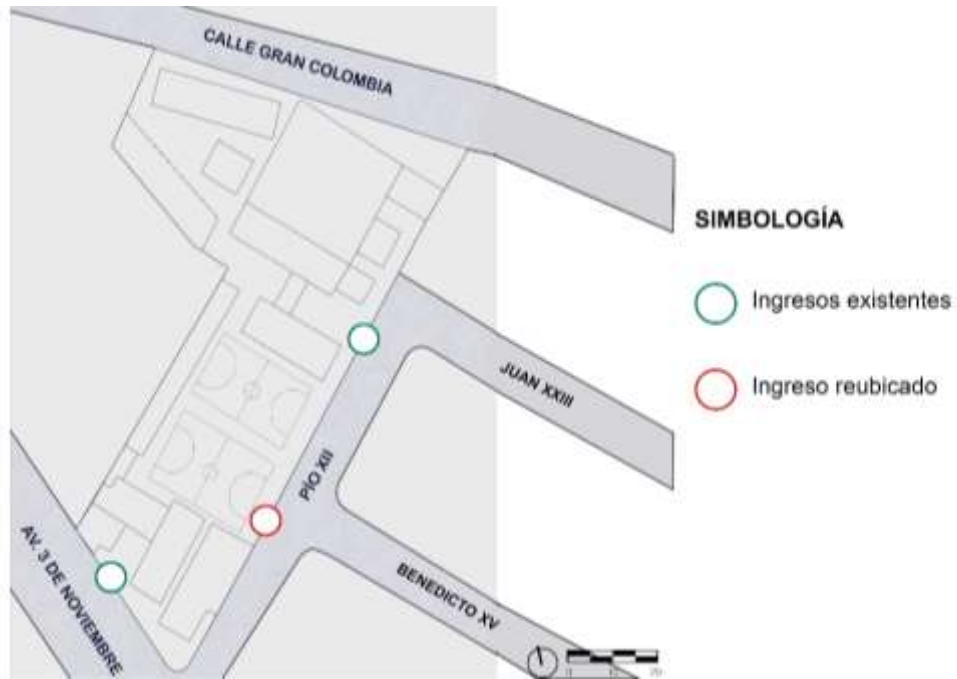 CALLE GRAN COLOMBIA
SIMBOLOGÍA
Ingresos existentes
JUAN XXIII
Ingreso reubicado
PÍO XII
AV. 3 DE NOVIEMBRE
BENEDICTO XV